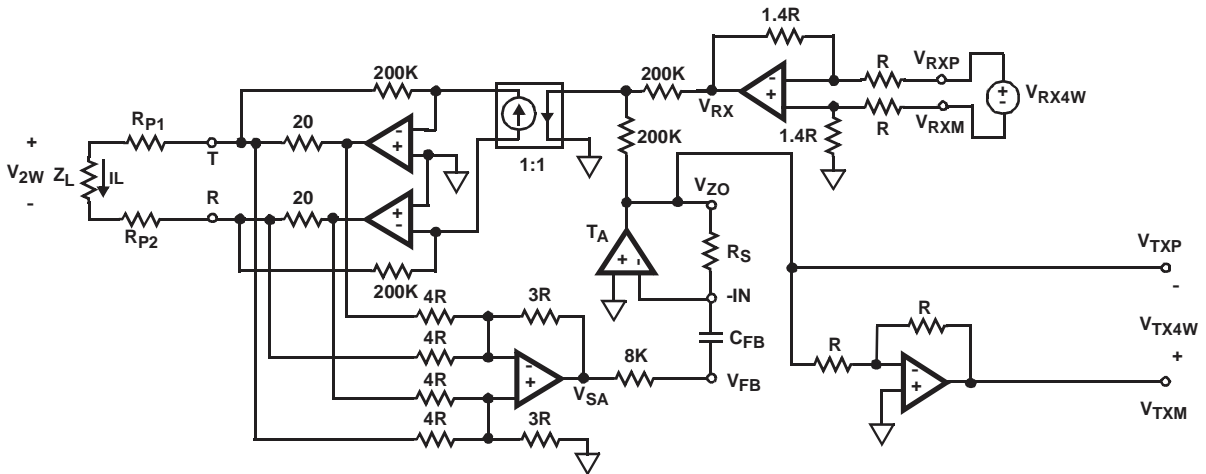 1.4R
200K
200K
R
VRXP
RP1
20
VRX
VRX4W
+
T
200K
1.4R
R
VRXM
V2W
ZL
IL
1:1
-
R
20
VZO
RP2
TA
RS
VTXP
-
200K
-IN
4R
3R
R
VTX4W
4R
8K
CFB
R
+
4R
VSA
VFB
VTXM
4R
3R